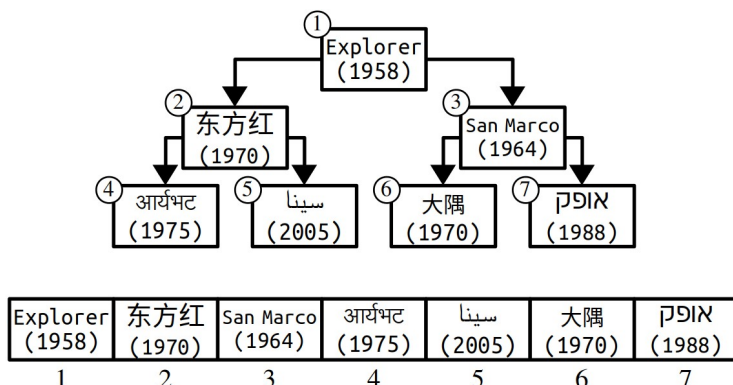 1
Explorer
(1958)
2
东方红
(1970)
3
San Marco
(1964)
4
आर्यभट
(1975)
5
سينا
(2005)
6
大隅
(1970)
7
אופק
(1988)
Explorer
(1958)
东方红
(1970)
San Marco
(1964)
आर्यभट
(1975)
سينا
(2005)
大隅
(1970)
אופק
(1988)
1 2 3 4 5 6 7